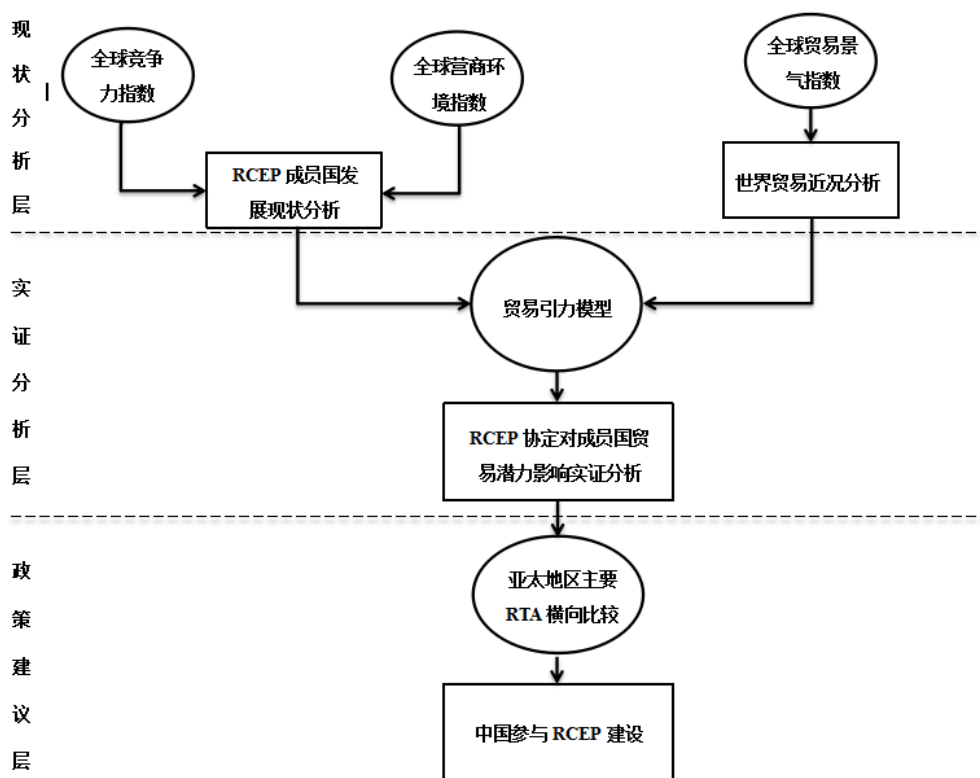 现状分析层
全球竞争
力指数
全球营商环
境指数
全球贸易景
气指数
RCEP 成员国发
展现状分析
世界贸易近况分析
实证分析层
贸易引力模型
RCEP 协定对成员国贸
易潜力影响实证分析
政策建议层
亚太地区主要
RTA 横向比较
中国参与 RCEP 建设